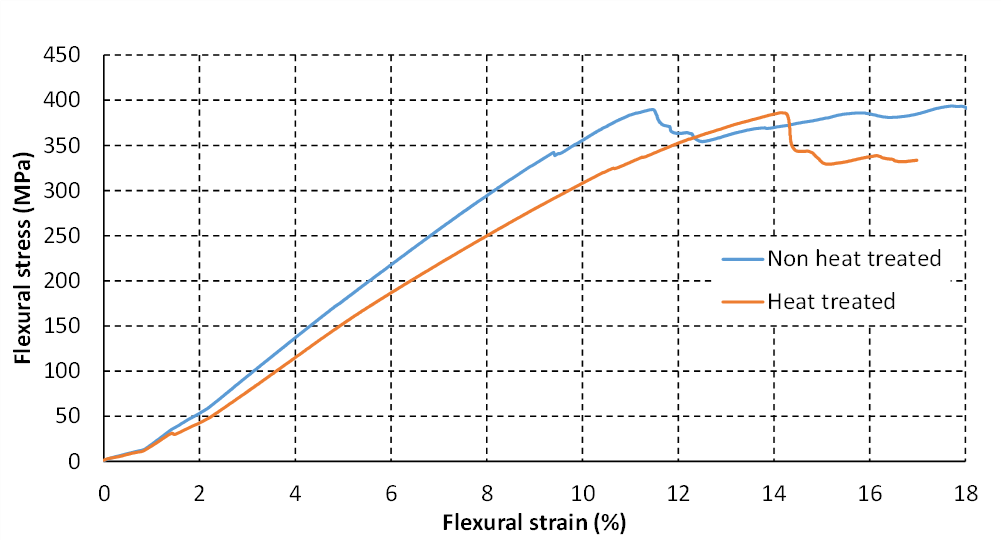 450
400
350
300
250
200
150
100
50
0
Flexural stress (MPa)
Non heat treated
Heat treated
0 2 4 6 8 10 12 14 16 18
Flexural strain (%)